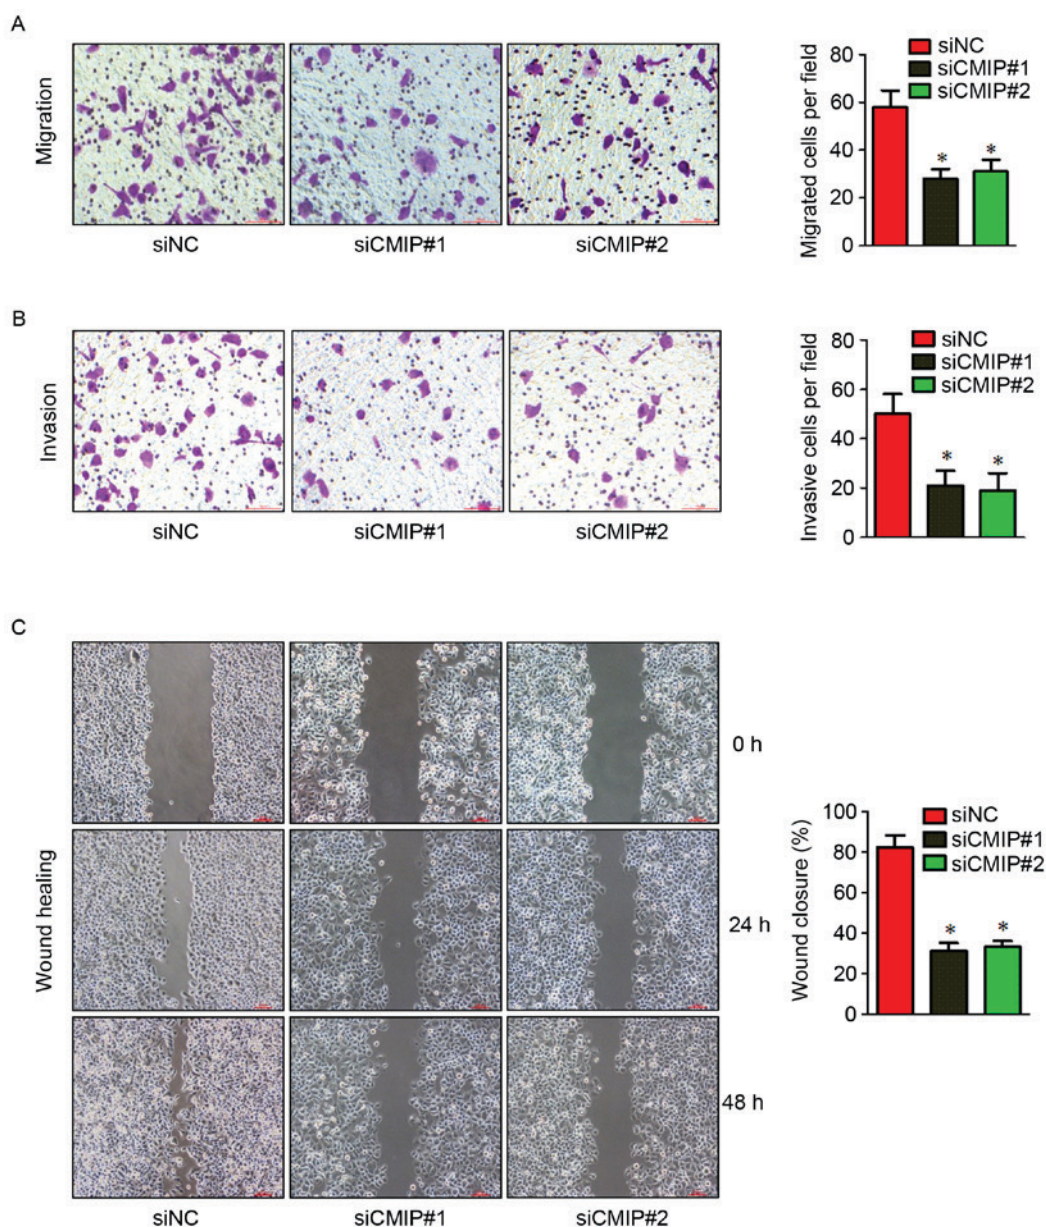 A
Migration
siNC
siCMIP#1
siCMIP#2
Migrated cells per field
80
60
40
20
0
siNC
siCMIP#1
siCMIP#2
*
*
B
Invasion
siNC
siCMIP#1
siCMIP#2
Invasive cells per field
80
60
40
20
0
siNC
siCMIP#1
siCMIP#2
*
*
C
Wound healing
0 h
24 h
48 h
siNC
siCMIP#1
siCMIP#2
Wound closure (%)
100
80
60
40
20
0
siNC
siCMIP#1
siCMIP#2
*
*